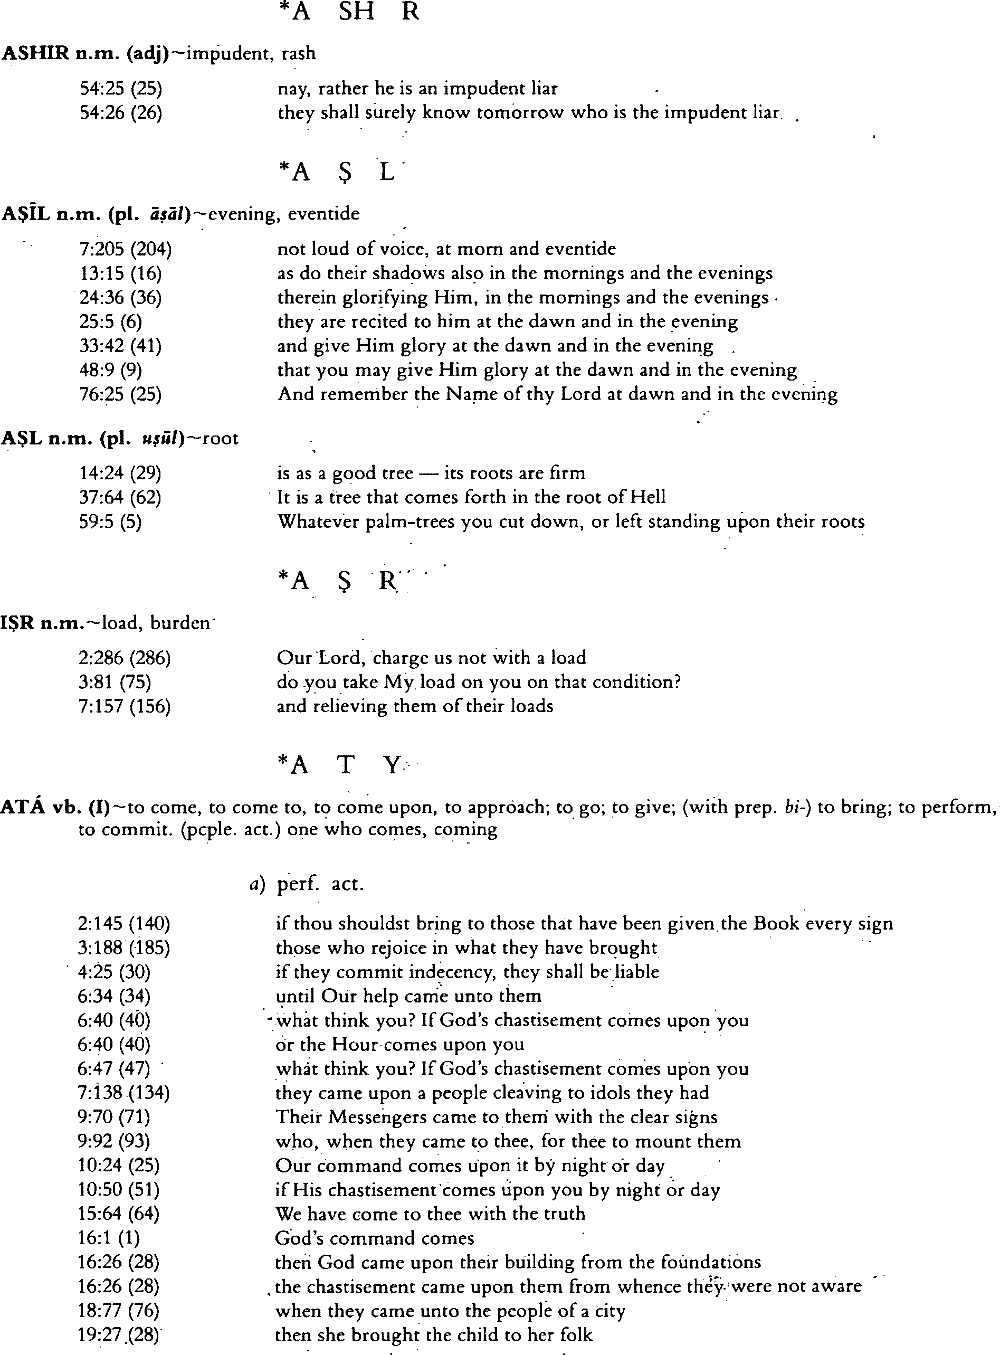 *A SH R
ASHIR n.m. (adj)~impudent, rash
54:25 (25) nay, rather he is an impudent liar
54:26 (26) they shall surely know tomorrow who is the impudent liar
*A Ṣ L
AṢĪL n.m. (pl. āṣāl)~evening, eventide
7:205 (204) not loud of voice, at morn and eventide
13:15 (16) as do their shadows also in the mornings and the evenings
24:36 (36) therein glorifying Him, in the mornings and the evenings
25:5 (6) they are recited to him at the dawn and in the evening
33:42 (41) and give Him glory at the dawn and in the evening
48:9 (9) that you may give Him glory at the dawn and in the evening
76:25 (25) And remember the Name of thy Lord at dawn and in the evening
AṢL n.m. (pl. uṣūl)~root
14:24 (29) is as a good tree — its roots are firm
37:64 (62) It is a tree that comes forth in the root of Hell
59:5 (5) Whatever palm-trees you cut down, or left standing upon their roots
*A Ṣ R
IṢR n.m.~load, burden
2:286 (286) Our Lord, charge us not with a load
3:81 (75) do you take My load on you on that condition?
7:157 (156) and relieving them of their loads
*A T Y
ATÁ vb. (I)~to come, to come to, to come upon, to approach; to go; to give; (with prep. bi-) to bring; to perform,
to commit. (pcple. act.) one who comes, coming
a) perf. act.
2:145 (140) if thou shouldst bring to those that have been given the Book every sign
3:188 (185) those who rejoice in what they have brought
4:25 (30) if they commit indecency, they shall be liable
6:34 (34) until Our help came unto them
6:40 (40) what think you? If God's chastisement comes upon you
6:40 (40) or the Hour comes upon you
6:47 (47) what think you? If God's chastisement comes upon you
7:138 (134) they came upon a people cleaving to idols they had
9:70 (71) Their Messengers came to them with the clear signs
9:92 (93) who, when they came to thee, for thee to mount them
10:24 (25) Our command comes upon it by night or day
10:50 (51) if His chastisement comes upon you by night or day
15:64 (64) We have come to thee with the truth
16:1 (1) God's command comes
16:26 (28) then God came upon their building from the foundations
16:26 (28) the chastisement came upon them from whence they were not aware
18:77 (76) when they came unto the people of a city
19:27 (28) then she brought the child to her folk